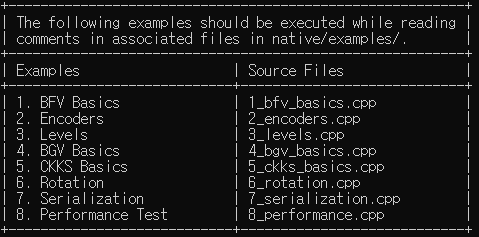 The following examples should be executed while reading
comments in associated files in native/examples/.
Examples | Source Files
1. BFV Basics | 1_bfv_basics.cpp
2. Encoders | 2_encoders.cpp
3. Levels | 3_levels.cpp
4. BGV Basics | 4_bgv_basics.cpp
5. CKKS Basics | 5_ckks_basics.cpp
6. Rotation | 6_rotation.cpp
7. Serialization | 7_serialization.cpp
8. Performance Test | 8_performance.cpp